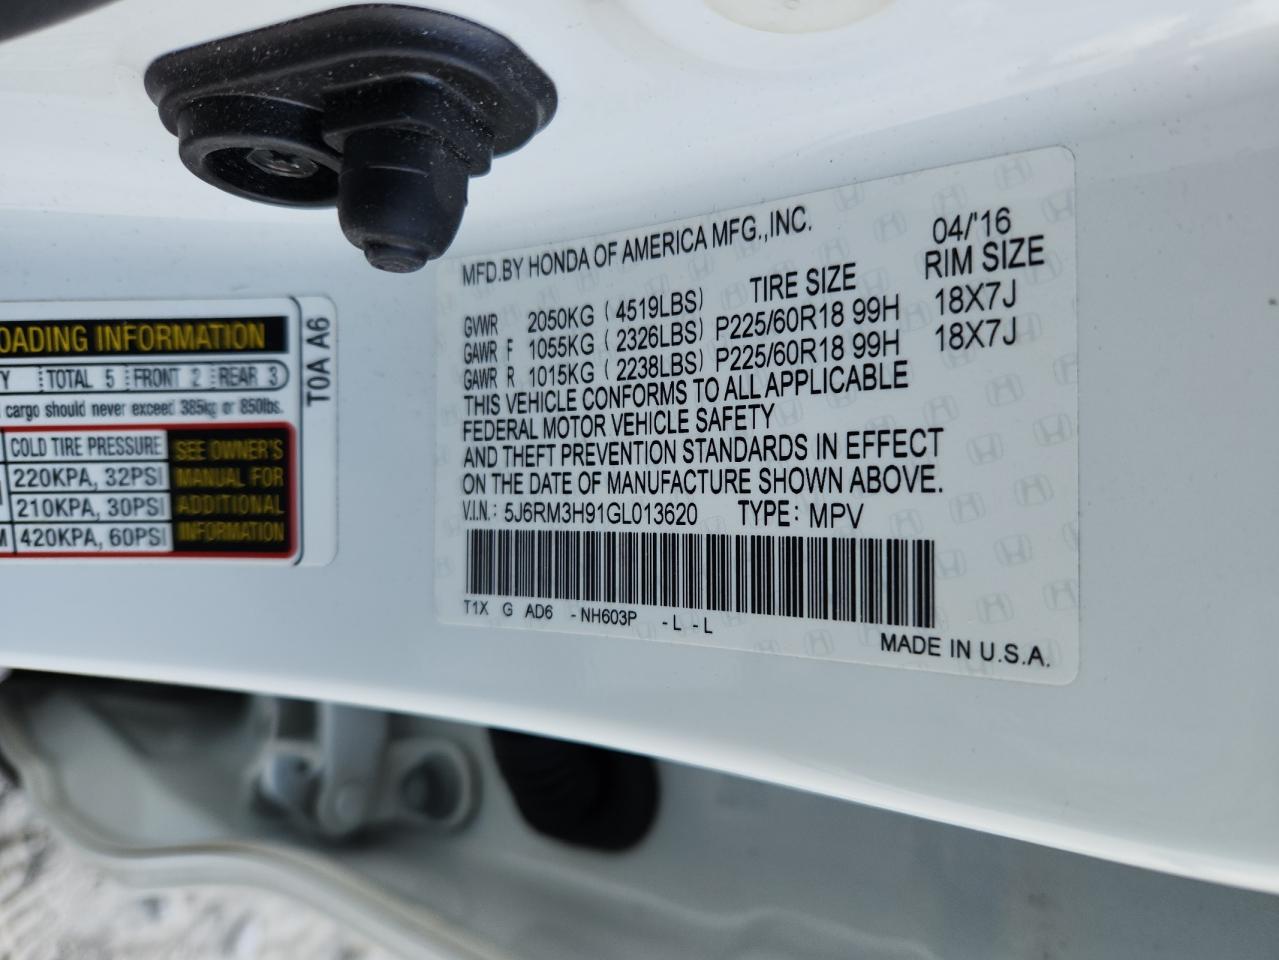 OADING INFORMATION
Y TOTAL 5 FRONT 2 REAR 3
cargo should never exceed 385kg or 850lbs.
COLD TIRE PRESSURE
220KPA, 32PSI
210KPA, 30PSI
M 420KPA, 60PSI
SEE OWNER'S
MANUAL FOR
ADDITIONAL
INFORMATION
T0A A6
MFD.BY HONDA OF AMERICA MFG.,INC. 04/'16
TIRE SIZE RIM SIZE
GVWR 2050KG (4519LBS)
GAWR F 1055KG (2326LBS) P225/60R18 99H 18X7J
GAWR R 1015KG (2238LBS) P225/60R18 99H 18X7J
THIS VEHICLE CONFORMS TO ALL APPLICABLE
FEDERAL MOTOR VEHICLE SAFETY
AND THEFT PREVENTION STANDARDS IN EFFECT
ON THE DATE OF MANUFACTURE SHOWN ABOVE.
V.I.N.: 5J6RM3H91GL013620 TYPE: MPV
T1X G AD6 - NH603P - L - L
MADE IN U.S.A.